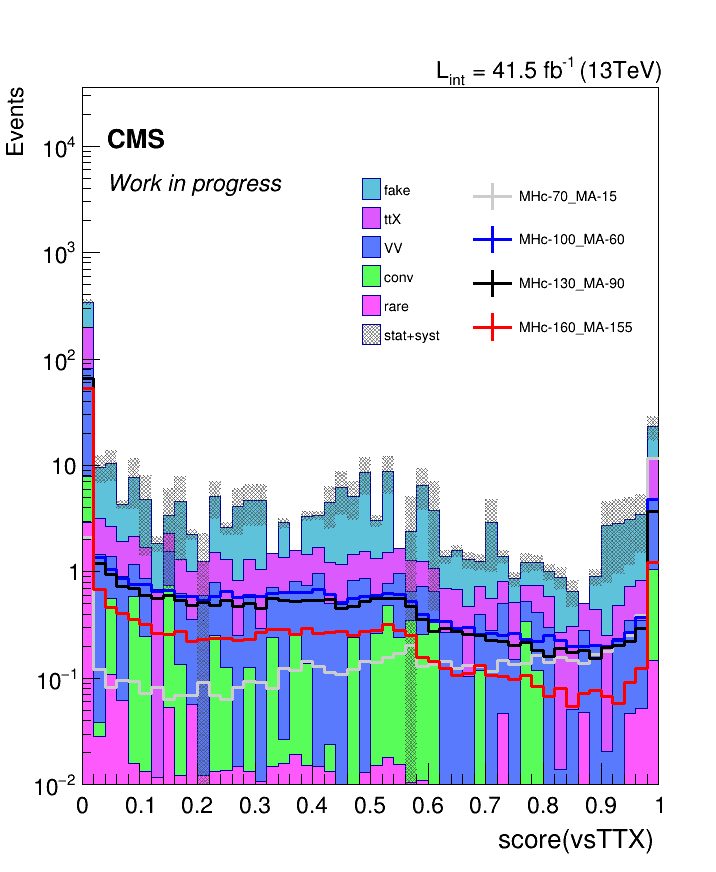 L_int = 41.5 fb^-1 (13TeV)
Events
CMS
Work in progress
fake
ttX
VV
conv
rare
stat+syst
MHc-70_MA-15
MHc-100_MA-60
MHc-130_MA-90
MHc-160_MA-155
10^4
10^3
10^2
10
1
10^-1
10^-2
0 0.1 0.2 0.3 0.4 0.5 0.6 0.7 0.8 0.9 1
score(vsTTX)